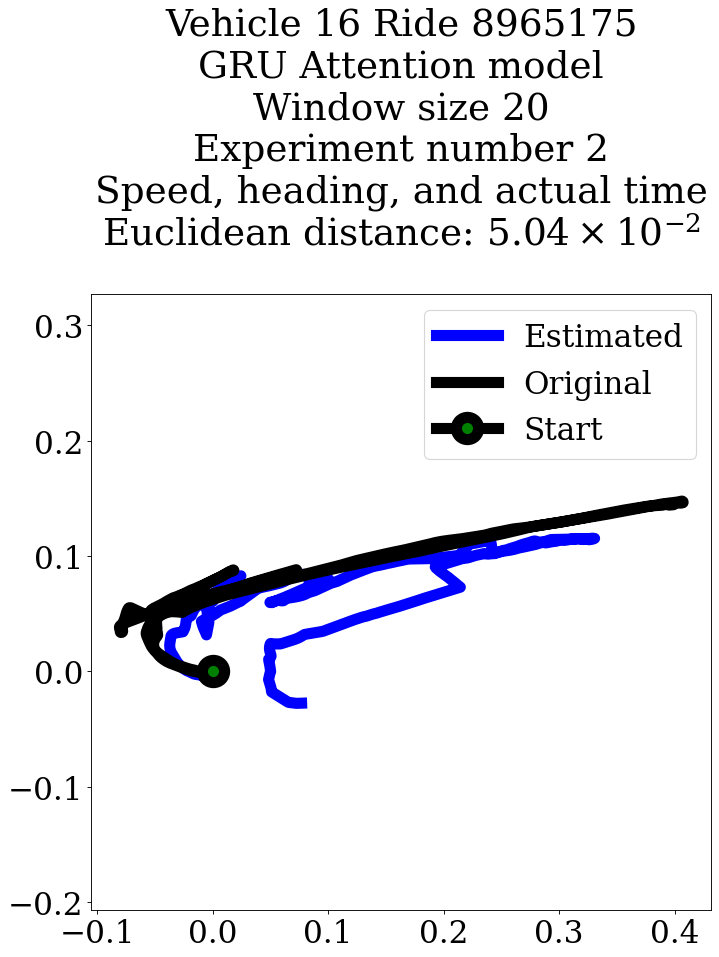 Vehicle 16 Ride 8965175
GRU Attention model
Window size 20
Experiment number 2
Speed, heading, and actual time
Euclidean distance: 5.04 × 10⁻²
Estimated
Original
Start
0.3
0.2
0.1
0.0
−0.1
−0.2
−0.1 0.0 0.1 0.2 0.3 0.4